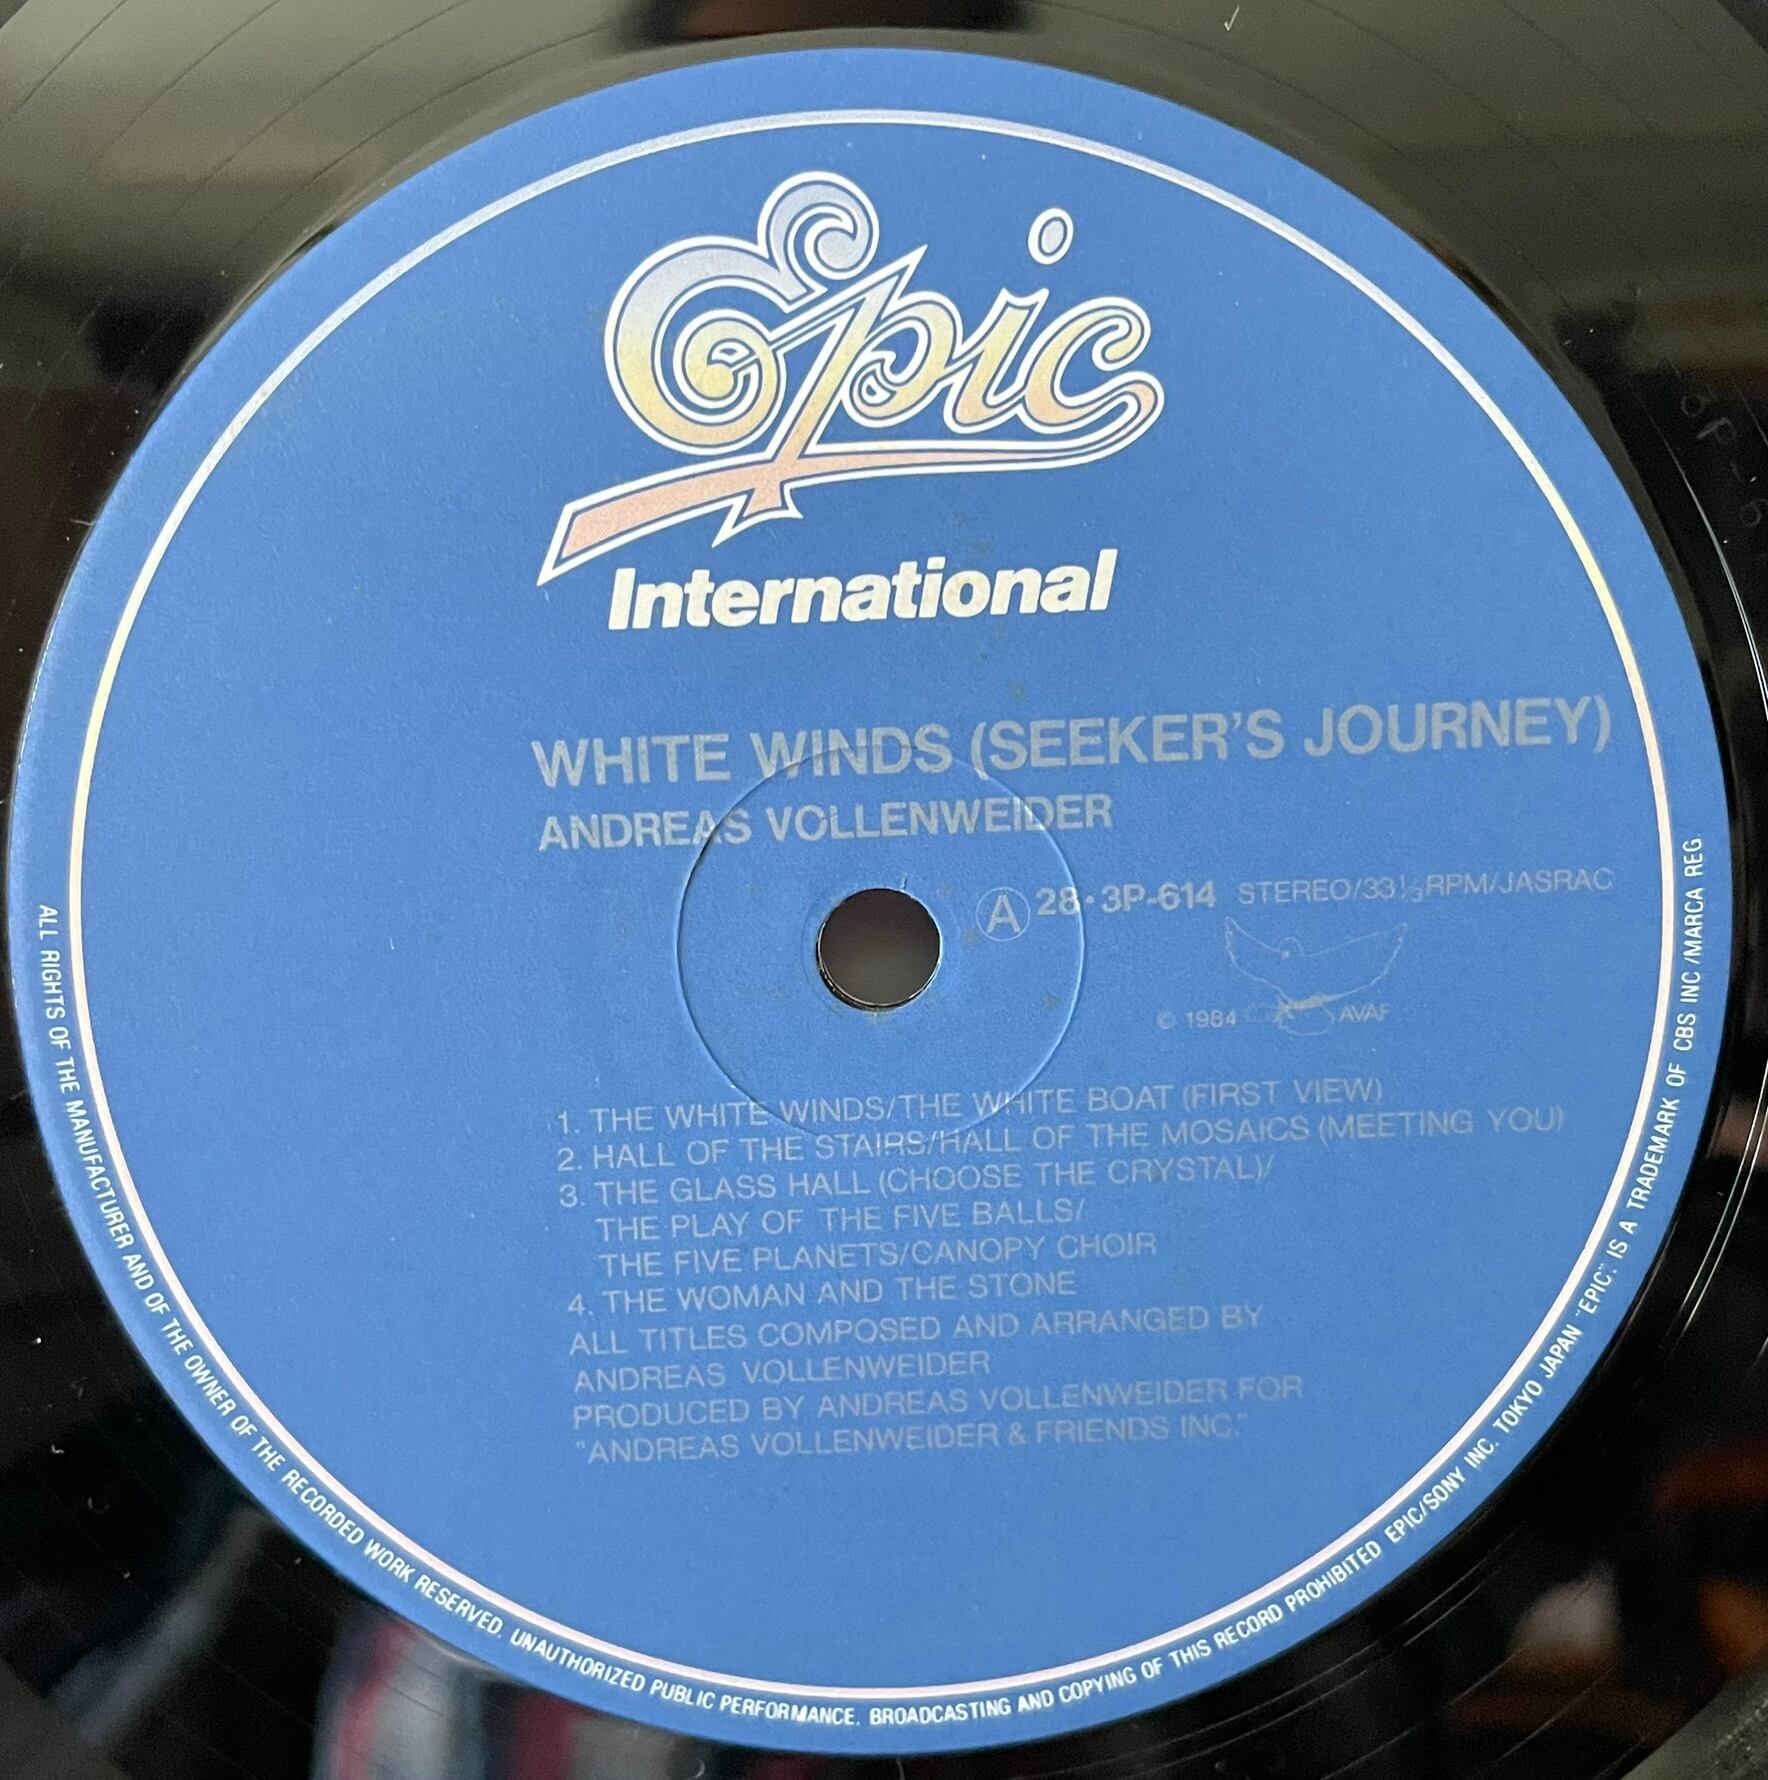 Epic
International
WHITE WINDS (SEEKER'S JOURNEY)
ANDREAS VOLLENWEIDER
A 28·3P-614 STEREO/33⅓RPM/JASRAC
© 1984 AVAF
1. THE WHITE WINDS/THE WHITE BOAT (FIRST VIEW)
2. HALL OF THE STAIRS/HALL OF THE MOSAICS (MEETING YOU)
3. THE GLASS HALL (CHOOSE THE CRYSTAL)/
THE PLAY OF THE FIVE BALLS/
THE FIVE PLANETS/CANOPY CHOIR
4. THE WOMAN AND THE STONE
ALL TITLES COMPOSED AND ARRANGED BY
ANDREAS VOLLENWEIDER
PRODUCED BY ANDREAS VOLLENWEIDER FOR
"ANDREAS VOLLENWEIDER & FRIENDS INC."
ALL RIGHTS OF THE MANUFACTURER AND OF THE OWNER OF THE RECORDED WORK RESERVED. UNAUTHORIZED PUBLIC PERFORMANCE. BROADCASTING AND COPYING OF THIS RECORD PROHIBITED EPIC/SONY INC. TOKYO JAPAN "EPIC". IS A TRADEMARK OF CBS INC/MARCA REG.